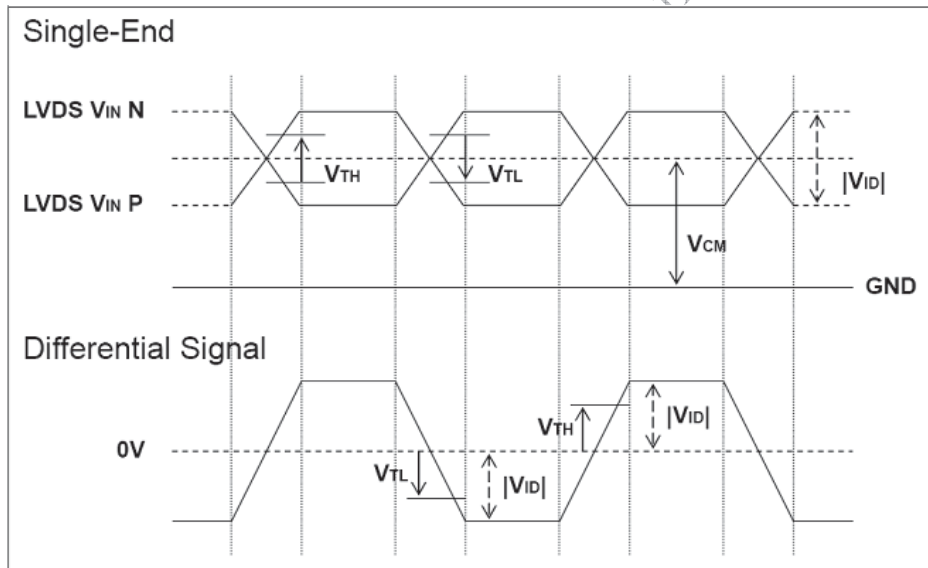 Single-End
LVDS VIN N
VTH
VTL
|VID|
LVDS VIN P
VCM
GND
Differential Signal
|VID|
VTH
0V
VTL
|VID|